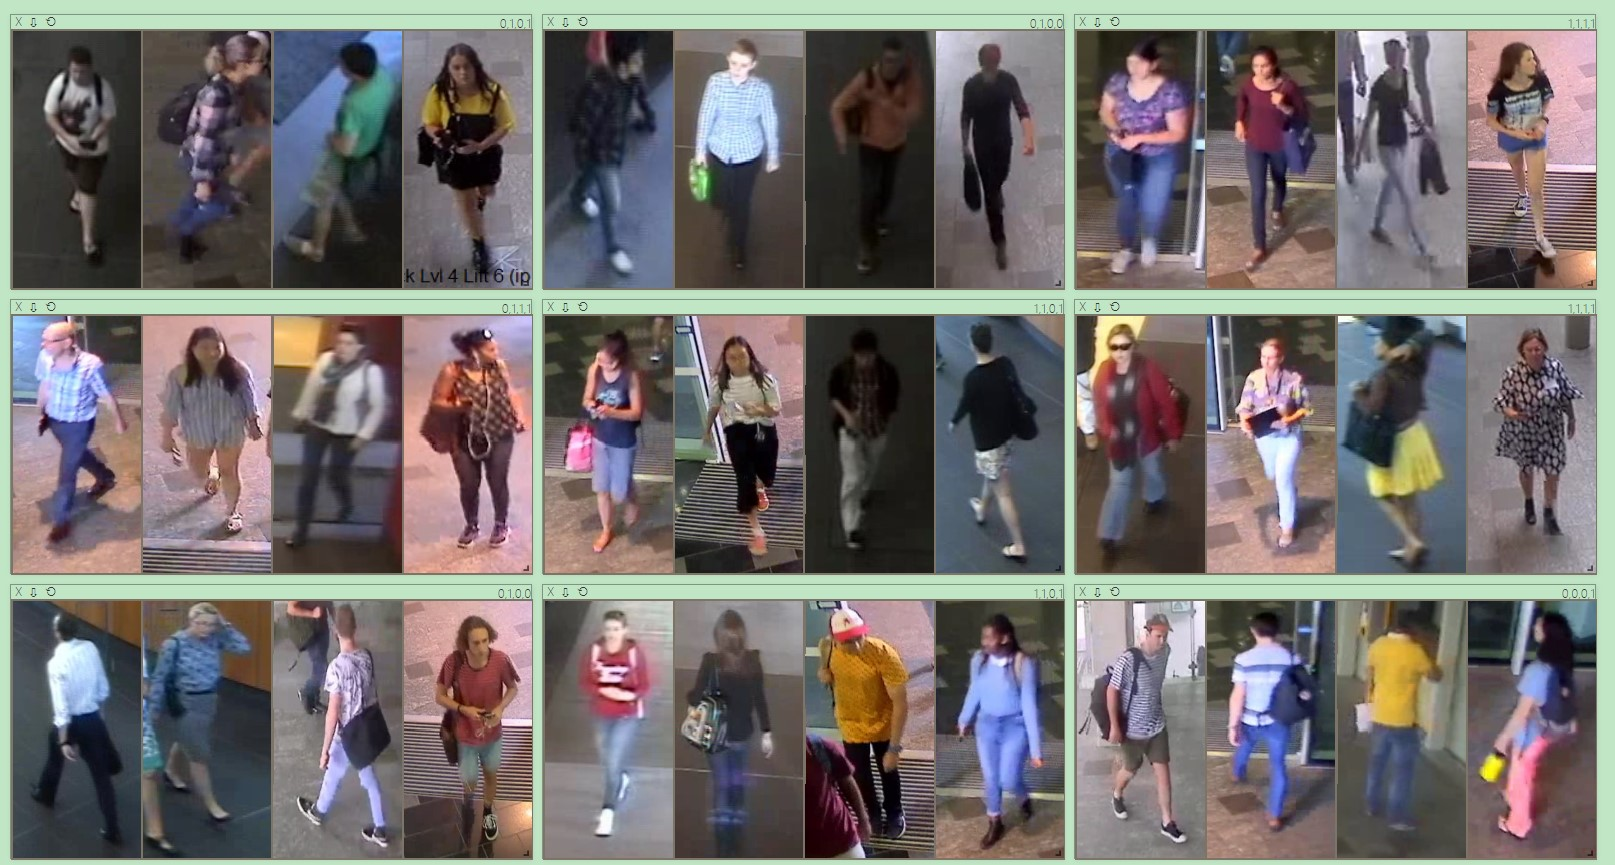 X ⇩ ⟲ 0,1,0,1
X ⇩ ⟲ 0,1,0,0
X ⇩ ⟲ 1,1,1,1
k Lvl 4 Lift 6 (ip
X ⇩ ⟲ 0,1,1,1
X ⇩ ⟲ 1,1,0,1
X ⇩ ⟲ 1,1,1,1
X ⇩ ⟲ 0,1,0,0
X ⇩ ⟲ 1,1,0,1
X ⇩ ⟲ 0,0,0,1